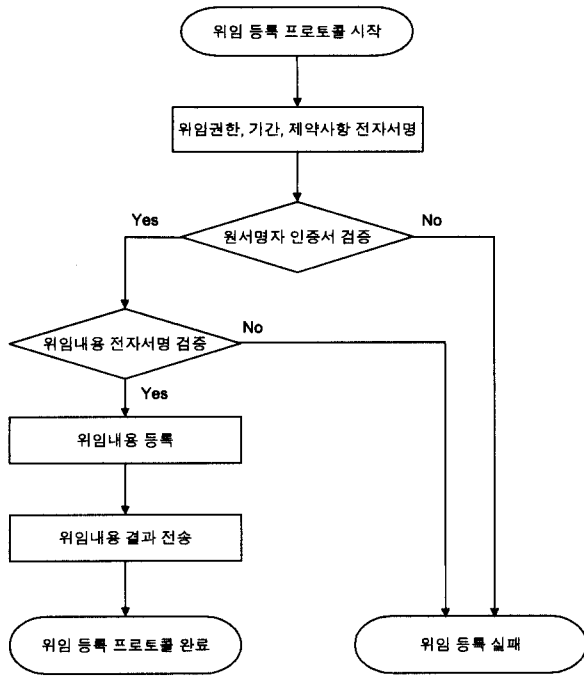 위임 등록 프로토콜 시작
위임권한, 기간, 제약사항 전자서명
Yes
원서명자 인증서 검증
No
위임내용 전자서명 검증
No
Yes
위임내용 등록
위임내용 결과 전송
위임 등록 프로토콜 완료
위임 등록 실패